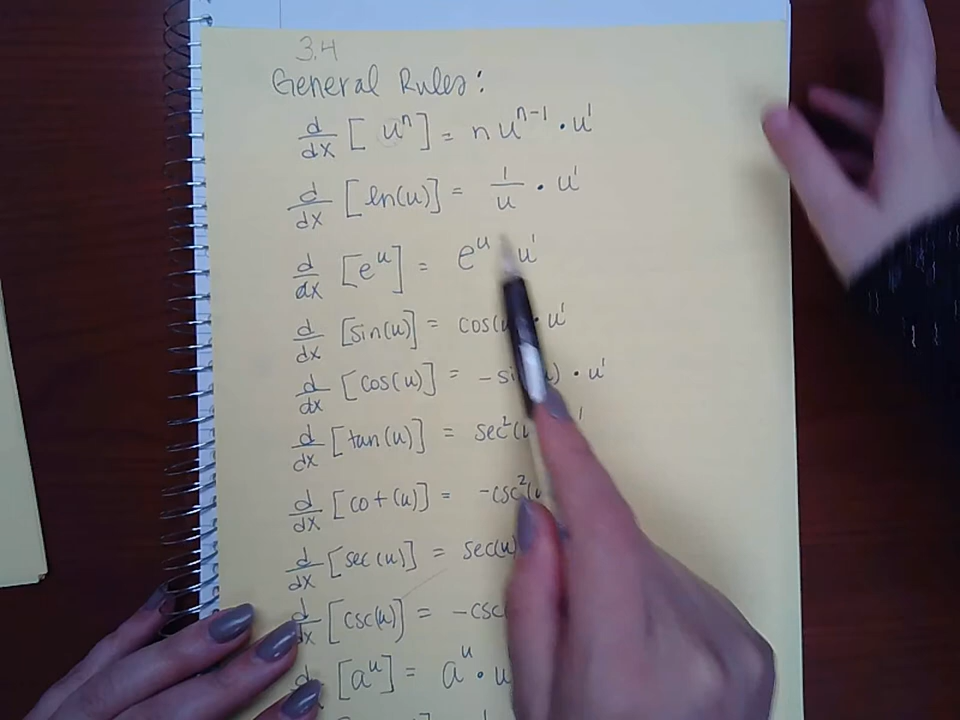 3.4
General Rules:
d/dx [uⁿ] = n uⁿ⁻¹ · u'
d/dx [ln(u)] = 1/u · u'
d/dx [eᵘ] = eᵘ u'
d/dx [sin(u)] = cos(u · u'
d/dx [cos(u)] = -si u) · u'
d/dx [tan(u)] = sec²(u '
d/dx [cot(u)] = -csc²(u
d/dx [sec(u)] = sec(u)
d/dx [csc(u)] = -csc
d [aᵘ] = aᵘ · u